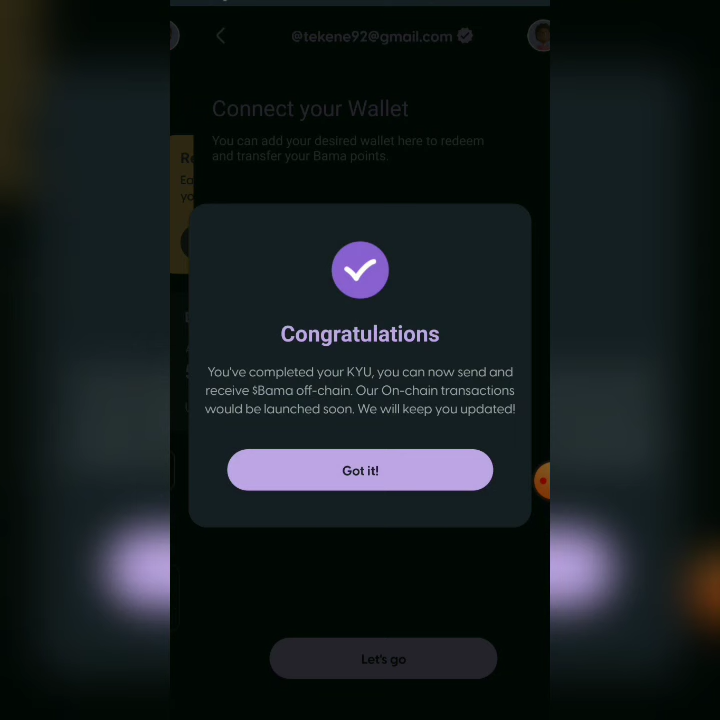 @tekene92@gmail.com
Connect your Wallet
You can add your desired wallet here to redeem
and transfer your Bama points.
Re
yo
Congratulations
You've completed your KYU, you can now send and
receive $Bama off-chain. Our On-chain transactions
would be launched soon. We will keep you updated!
Got it!
Let's go